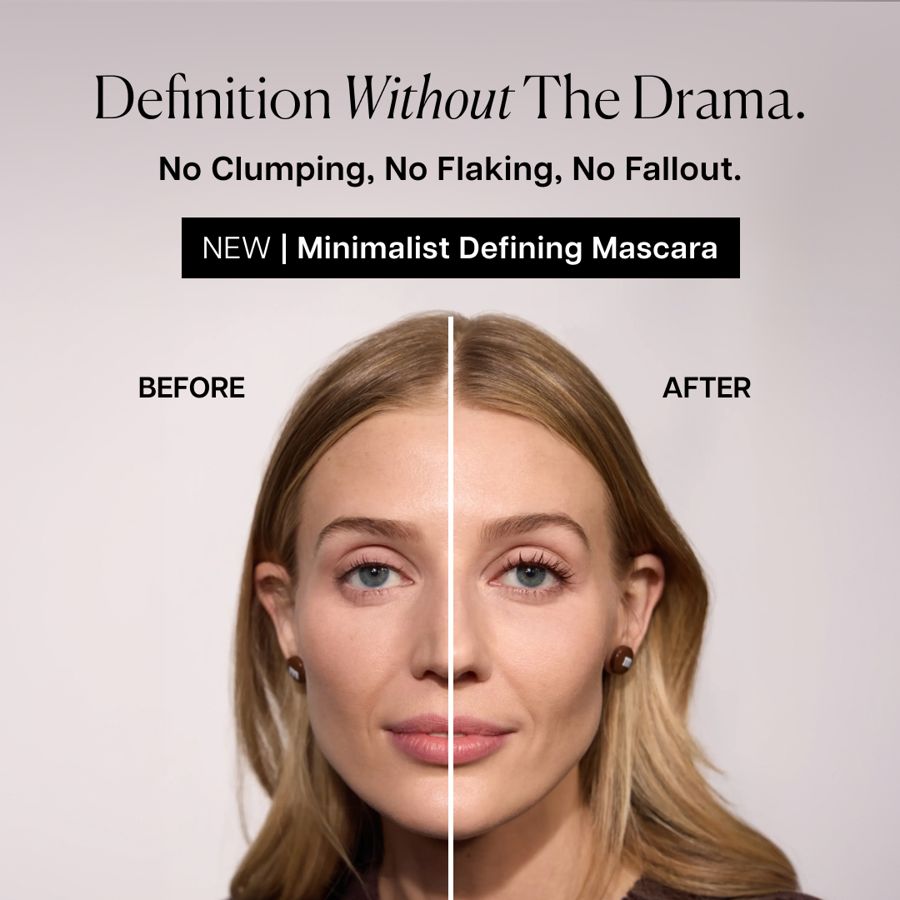 Definition Without The Drama.
No Clumping, No Flaking, No Fallout.
NEW | Minimalist Defining Mascara
BEFORE
AFTER